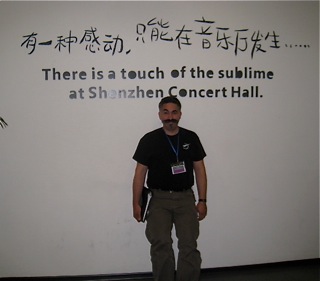 有一种感动，只能在音乐厅发生……
There is a touch of the sublime
at Shenzhen Concert Hall.